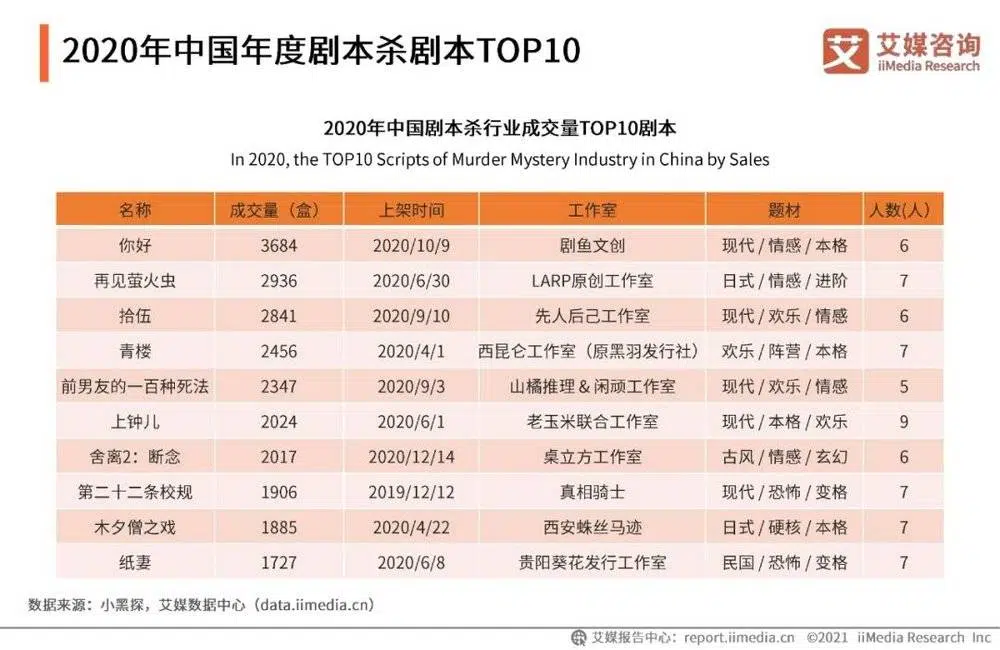 2020年中国年度剧本杀剧本TOP10
艾媒咨询
iiMedia Research
2020年中国剧本杀行业成交量TOP10剧本
In 2020, the TOP10 Scripts of Murder Mystery Industry in China by Sales
名称 成交量（盒） 上架时间 工作室 题材 人数(人)
你好 3684 2020/10/9 剧鱼文创 现代 / 情感 / 本格 6
再见萤火虫 2936 2020/6/30 LARP原创工作室 日式 / 情感 / 进阶 7
拾伍 2841 2020/9/10 先人后己工作室 现代 / 欢乐 / 情感 6
青楼 2456 2020/4/1 西昆仑工作室（原黑羽发行社） 欢乐 / 阵营 / 本格 7
前男友的一百种死法 2347 2020/9/3 山橘推理 & 闲顽工作室 现代 / 欢乐 / 情感 5
上钟儿 2024 2020/6/1 老玉米联合工作室 现代 / 本格 / 欢乐 9
舍离2：断念 2017 2020/12/14 桌立方工作室 古风 / 情感 / 玄幻 6
第二十二条校规 1906 2019/12/12 真相骑士 现代 / 恐怖 / 变格 7
木夕僧之戏 1885 2020/4/22 西安蛛丝马迹 日式 / 硬核 / 本格 7
纸妻 1727 2020/6/8 贵阳葵花发行工作室 民国 / 恐怖 / 变格 7
数据来源：小黑探，艾媒数据中心（data.iimedia.cn）
艾媒报告中心：report.iimedia.cn ©2021 iiMedia Research Inc